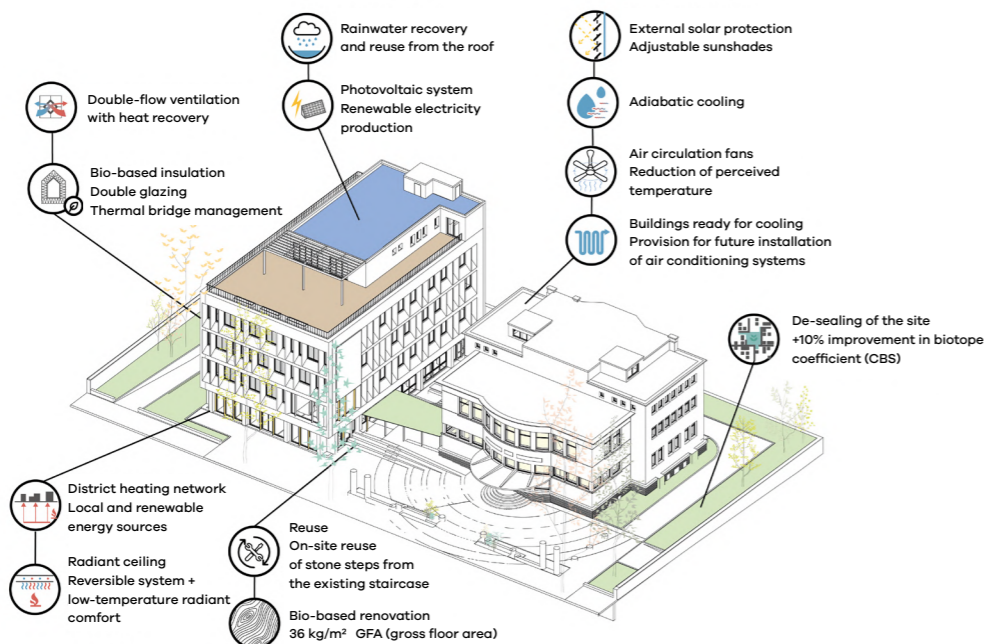 Rainwater recovery
and reuse from the roof
Photovoltaic system
Renewable electricity
production
External solar protection
Adjustable sunshades
Adiabatic cooling
Air circulation fans
Reduction of perceived
temperature
Buildings ready for cooling
Provision for future installation
of air conditioning systems
Double-flow ventilation
with heat recovery
Bio-based insulation
Double glazing
Thermal bridge management
De-sealing of the site
+10% improvement in biotope
coefficient (CBS)
District heating network
Local and renewable
energy sources
Radiant ceiling
Reversible system +
low-temperature radiant
comfort
Reuse
On-site reuse
of stone steps from
the existing staircase
Bio-based renovation
36 kg/m² GFA (gross floor area)